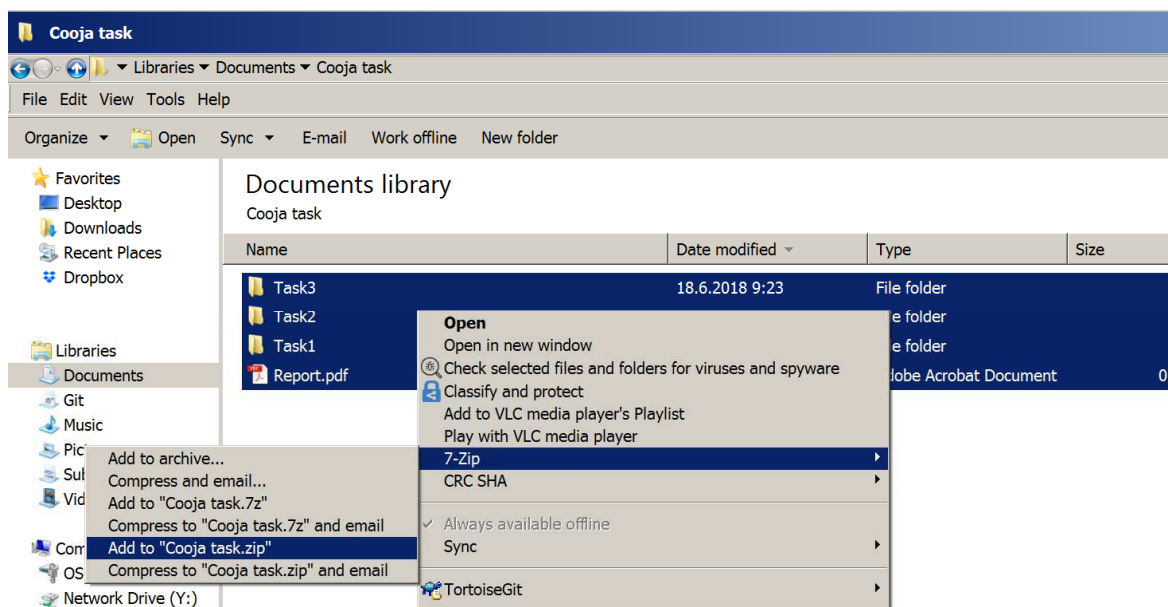 Cooja task
Libraries Documents Cooja task
File Edit View Tools Help
Organize Open Sync E-mail Work offline New folder
Favorites
Desktop
Downloads
Recent Places
Dropbox
Libraries
Documents
Git
Music
Documents library
Cooja task
Name Date modified Type Size
Task3 18.6.2018 9:23 File folder
Task2 folder
Task1 folder
Report.pdf Acrobat Document 0
Open
Open in new window
Check selected files and folders for viruses and spyware
Classify and protect
Add to VLC media player's Playlist
Play with VLC media player
7-Zip
CRC SHA
Always available offline
Sync
TortoiseGit
Add to archive...
Compress and email...
Add to "Cooja task.7z"
Compress to "Cooja task.7z" and email
Add to "Cooja task.zip"
Compress to "Cooja task.zip" and email
OS
Network Drive (Y:)